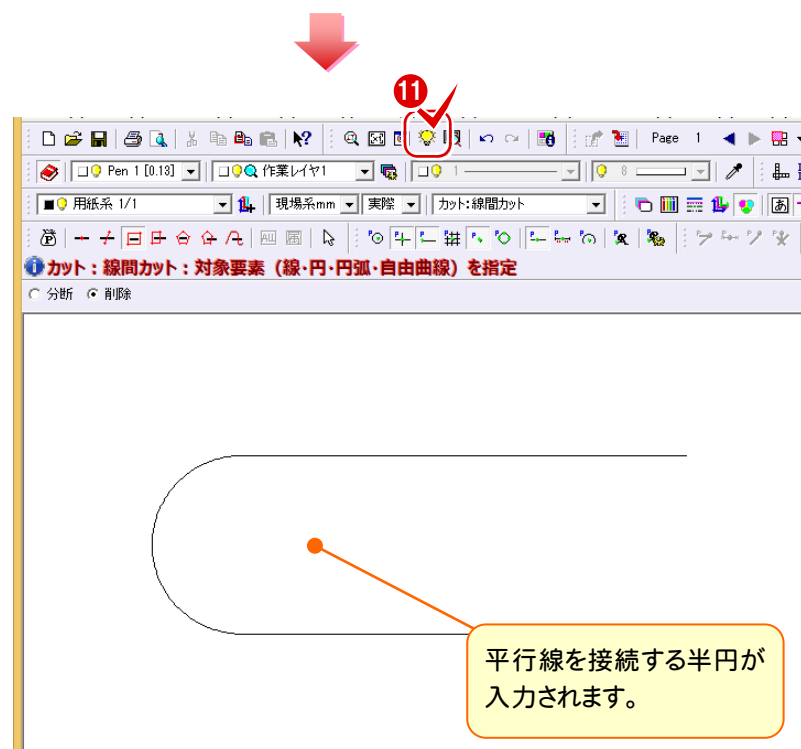 11
Page 1
Pen 1 [0.13] 作業レイヤ1 1 8
用紙系 1/1 現場系mm 実際 カット:線間カット あ
ALL 図
カット：線間カット：対象要素（線・円・円弧・自由曲線）を指定
分断 削除
平行線を接続する半円が
入力されます。